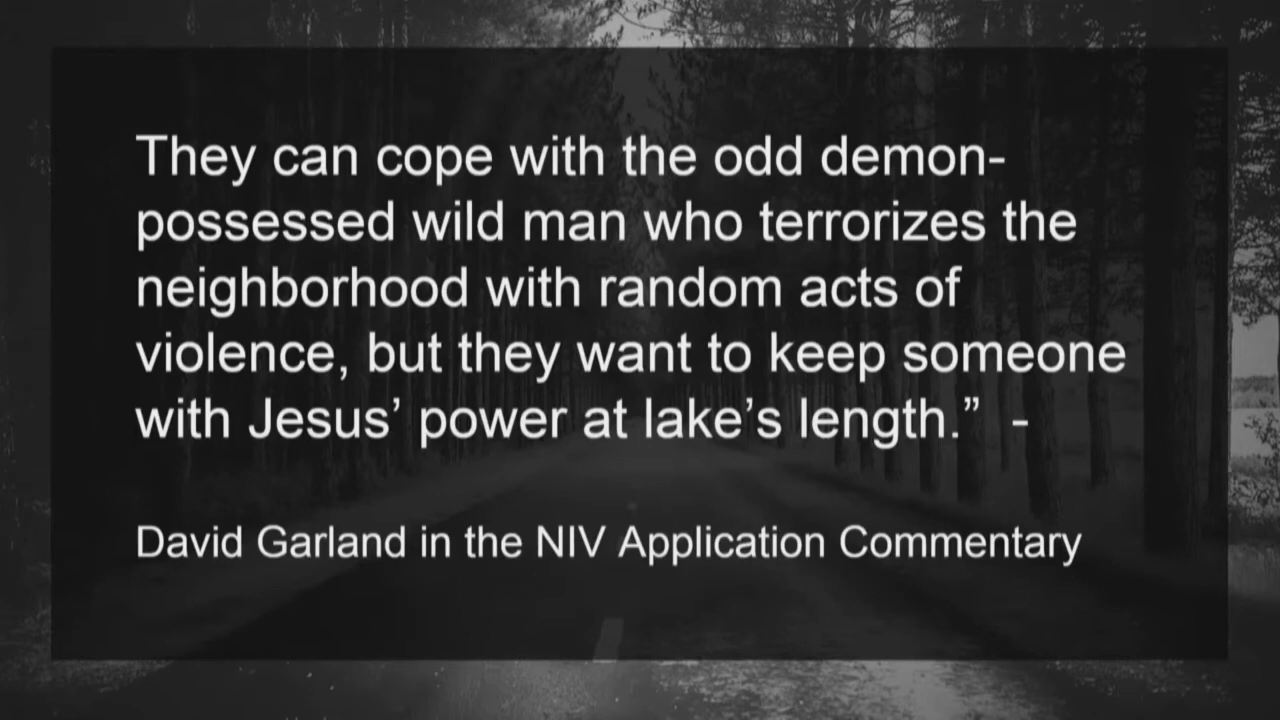 They can cope with the odd demon-
possessed wild man who terrorizes the
neighborhood with random acts of
violence, but they want to keep someone
with Jesus’ power at lake’s length.”  -
David Garland in the NIV Application Commentary